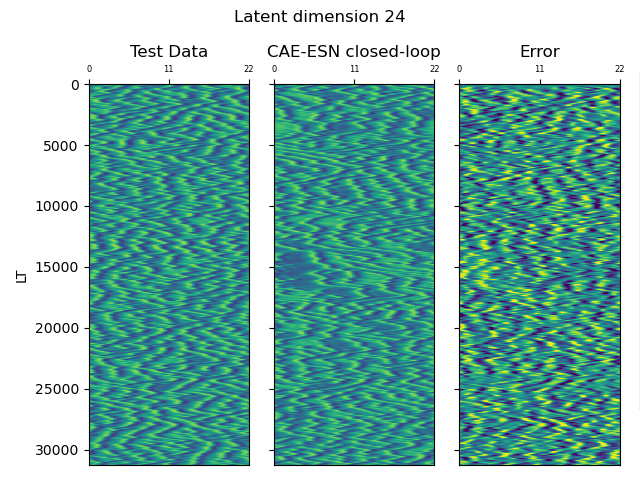 Latent dimension 24
Test Data CAE-ESN closed-loop Error
0 11 22 0 11 22 0 11 22
0
5000
10000
15000
20000
25000
30000
LT